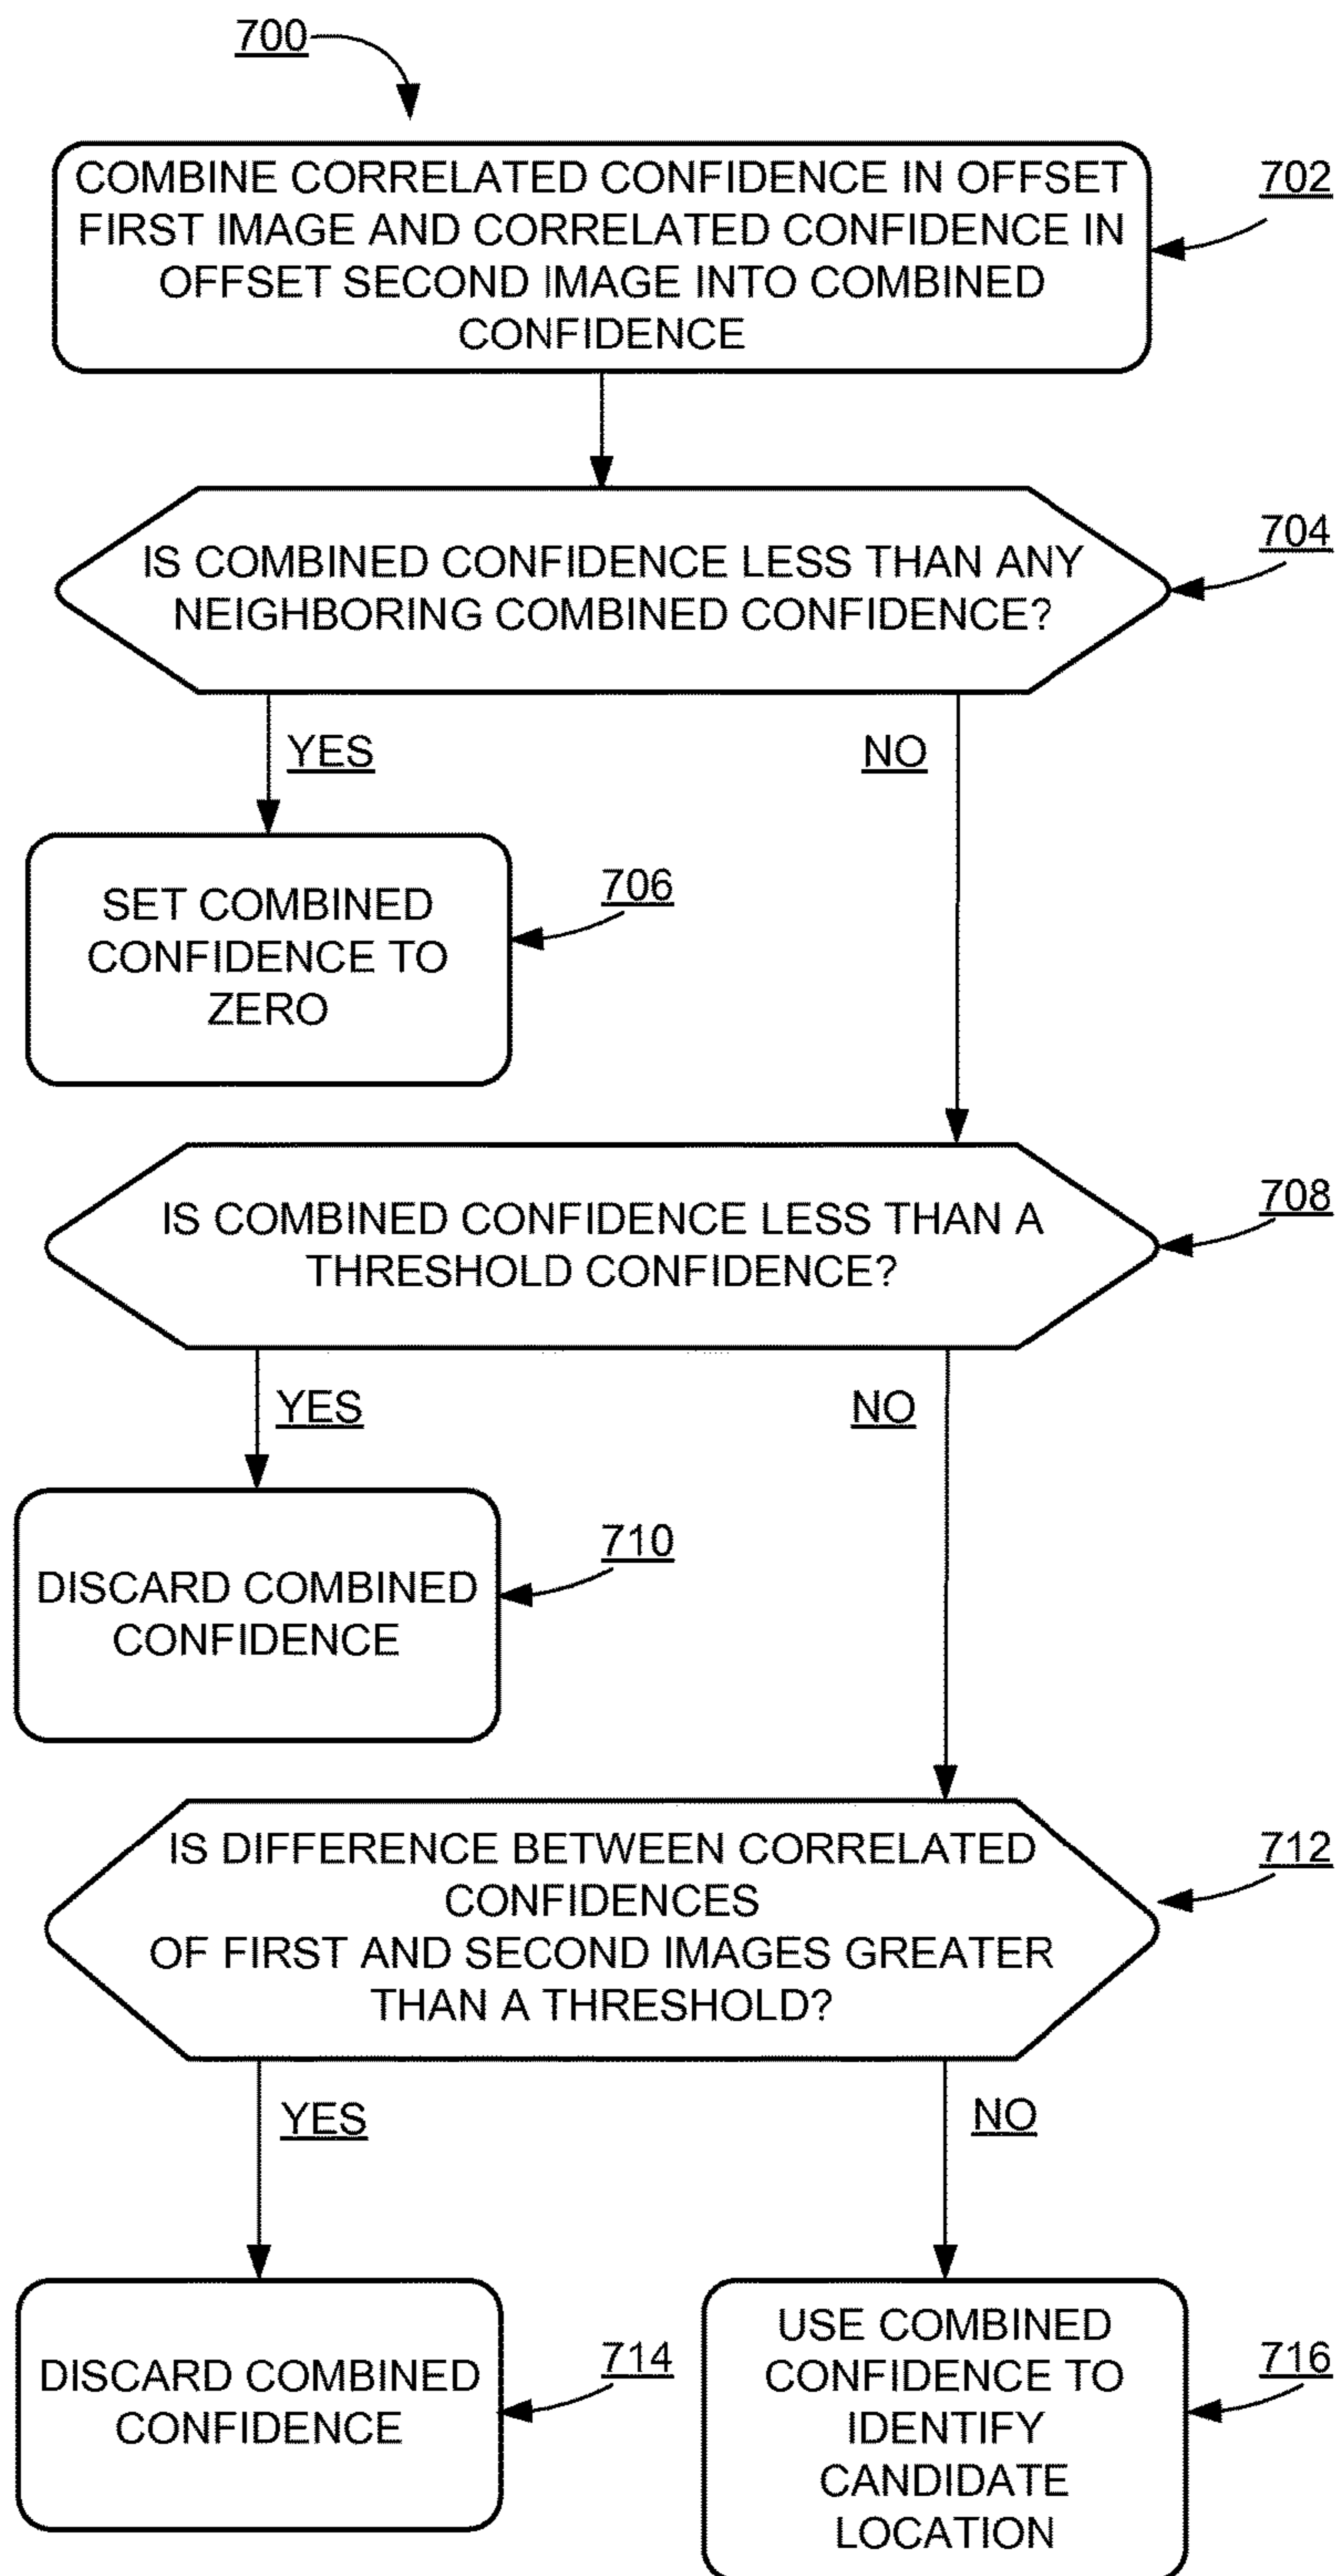 700
COMBINE CORRELATED CONFIDENCE IN OFFSET
FIRST IMAGE AND CORRELATED CONFIDENCE IN
OFFSET SECOND IMAGE INTO COMBINED
CONFIDENCE
702
IS COMBINED CONFIDENCE LESS THAN ANY
NEIGHBORING COMBINED CONFIDENCE?
704
YES
NO
SET COMBINED
CONFIDENCE TO
ZERO
706
IS COMBINED CONFIDENCE LESS THAN A
THRESHOLD CONFIDENCE?
708
YES
NO
DISCARD COMBINED
CONFIDENCE
710
IS DIFFERENCE BETWEEN CORRELATED
CONFIDENCES
OF FIRST AND SECOND IMAGES GREATER
THAN A THRESHOLD?
712
YES
NO
DISCARD COMBINED
CONFIDENCE
714
USE COMBINED
CONFIDENCE TO
IDENTIFY
CANDIDATE
LOCATION
716